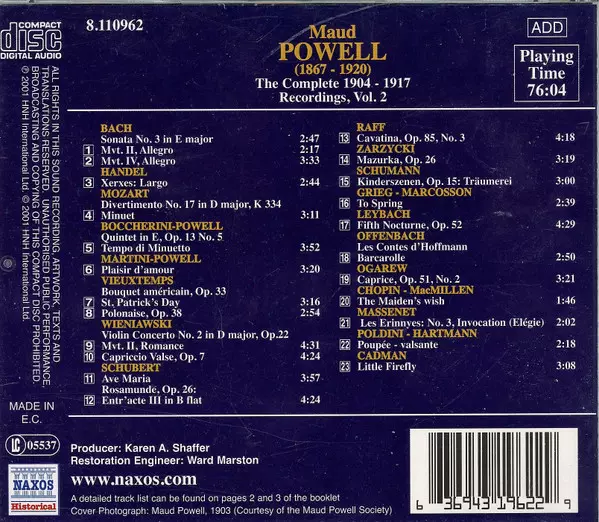 COMPACT
disc
DIGITAL AUDIO
8.110962
Maud
POWELL
(1867 - 1920)
The Complete 1904 - 1917
Recordings, Vol. 2
ADD
Playing
Time
76:04
ALL RIGHTS IN THIS SOUND RECORDING, ARTWORK, TEXTS AND
TRANSLATIONS RESERVED. UNAUTHORISED PUBLIC PERFORMANCE,
BROADCASTING AND COPYING OF THIS COMPACT DISC PROHIBITED.
℗ 2001 HNH International Ltd. © 2001 HNH International Ltd.
BACH
Sonata No. 3 in E major 2:47
1 Mvt. II, Allegro 2:17
2 Mvt. IV, Allegro 3:33
HANDEL
3 Xerxes: Largo 2:44
MOZART
Divertimento No. 17 in D major, K 334
4 Minuet 3:11
BOCCHERINI-POWELL
Quintet in E, Op. 13 No. 5
5 Tempo di Minuetto 3:52
MARTINI-POWELL
6 Plaisir d'amour 3:20
VIEUXTEMPS
Bouquet américain, Op. 33
7 St. Patrick's Day 3:16
8 Polonaise, Op. 38 2:54
WIENIAWSKI
Violin Concerto No. 2 in D major, Op.22
9 Mvt. II, Romance 4:31
10 Capriccio Valse, Op. 7 4:24
SCHUBERT
11 Ave Maria 3:57
Rosamunde, Op. 26:
12 Entr'acte III in B flat 4:24
RAFF
13 Cavatina, Op. 85, No. 3 4:18
ZARZYCKI
14 Mazurka, Op. 26 3:19
SCHUMANN
15 Kinderszenen, Op. 15: Träumerei 3:00
GRIEG - MARCOSSON
16 To Spring 2:39
LEYBACH
17 Fifth Nocturne, Op. 52 4:29
OFFENBACH
Les Contes d'Hoffmann
18 Barcarolle 2:50
OGAREW
19 Caprice, Op. 51, No. 2 3:21
CHOPIN - MacMILLEN
20 The Maiden's wish 1:46
MASSENET
21 Les Erinnyes: No. 3, Invocation (Elégie) 2:02
POLDINI - HARTMANN
22 Poupée - valsante 2:18
CADMAN
23 Little Firefly 3:08
MADE IN
E.C.
LC 05537
NAXOS
Historical
Producer: Karen A. Shaffer
Restoration Engineer: Ward Marston
www.naxos.com
A detailed track list can be found on pages 2 and 3 of the booklet
Cover Photograph: Maud Powell, 1903 (Courtesy of the Maud Powell Society)
6 36943 19622 9